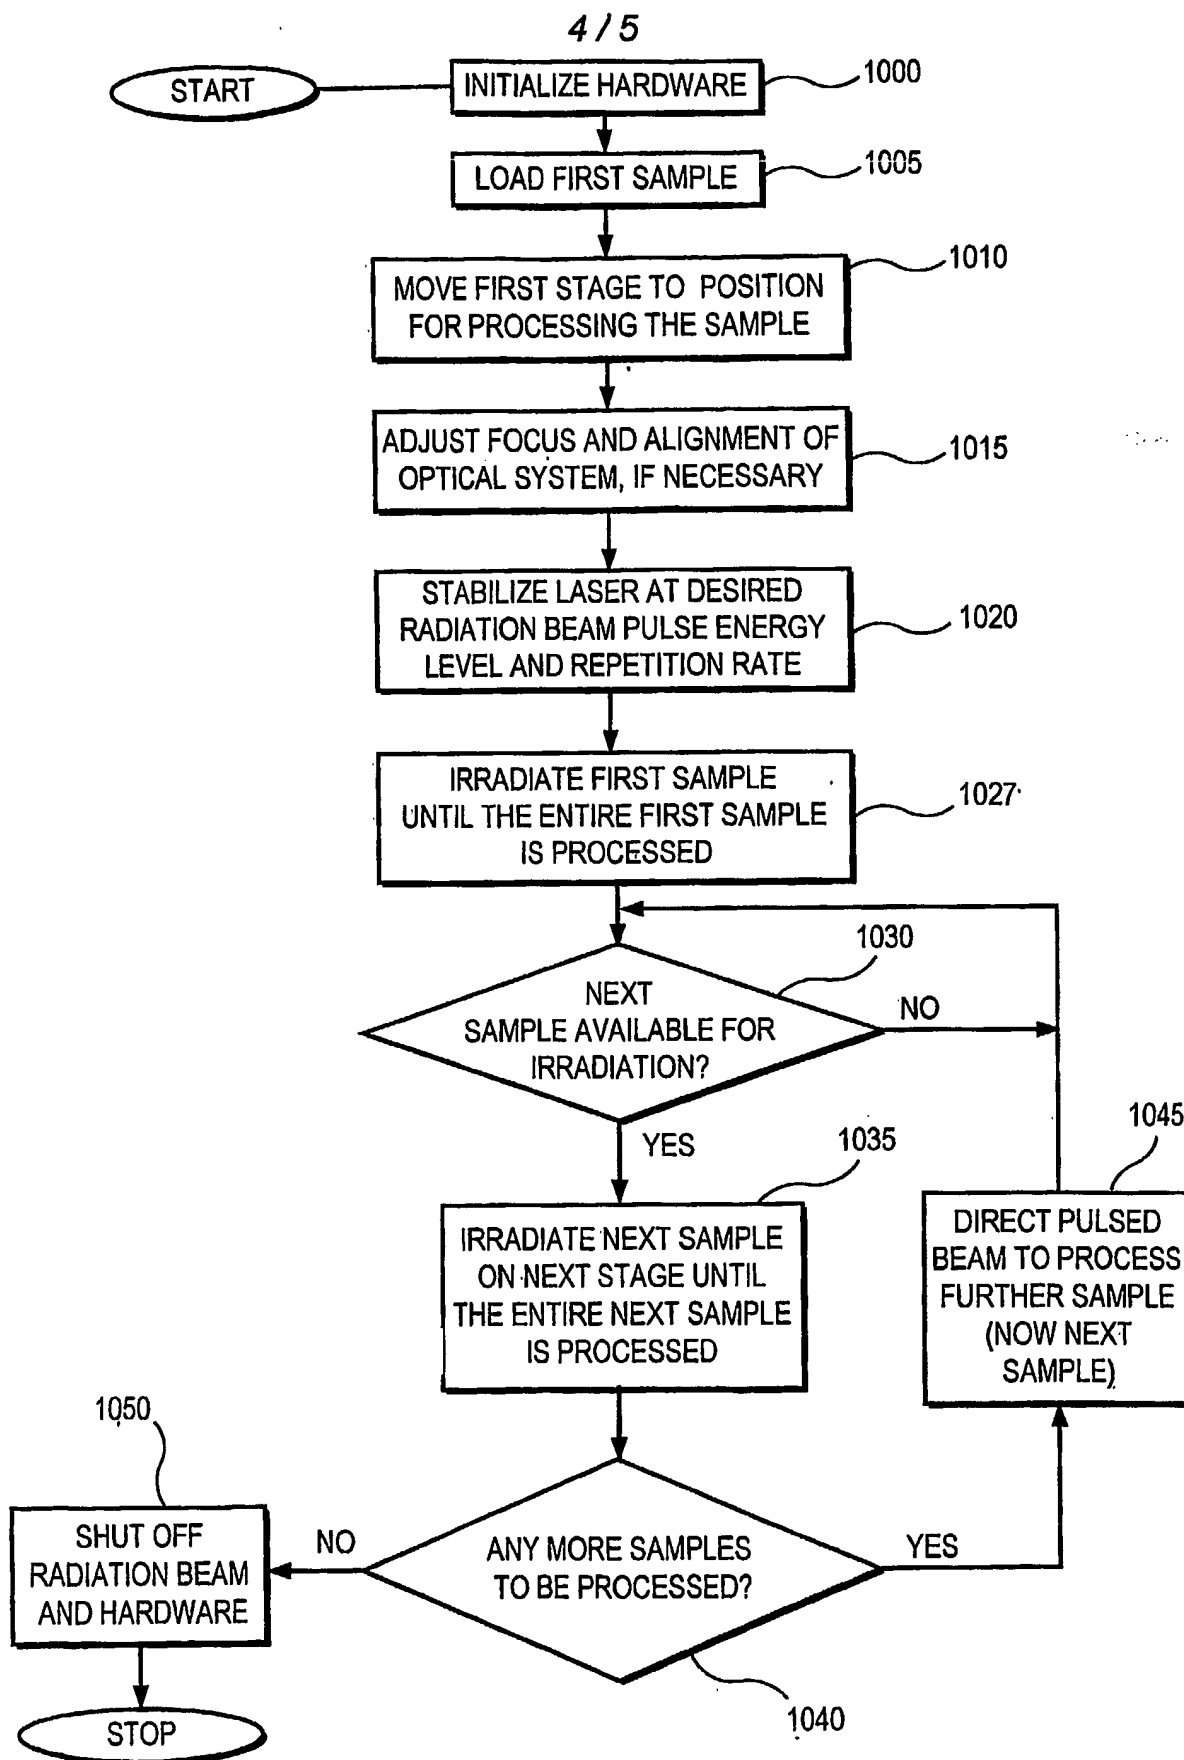 4/5
START
INITIALIZE HARDWARE
1000
LOAD FIRST SAMPLE
1005
MOVE FIRST STAGE TO POSITION
FOR PROCESSING THE SAMPLE
1010
ADJUST FOCUS AND ALIGNMENT OF
OPTICAL SYSTEM, IF NECESSARY
1015
STABILIZE LASER AT DESIRED
RADIATION BEAM PULSE ENERGY
LEVEL AND REPETITION RATE
1020
IRRADIATE FIRST SAMPLE
UNTIL THE ENTIRE FIRST SAMPLE
IS PROCESSED
1027
NEXT
SAMPLE AVAILABLE FOR
IRRADIATION?
1030
NO
YES
IRRADIATE NEXT SAMPLE
ON NEXT STAGE UNTIL
THE ENTIRE NEXT SAMPLE
IS PROCESSED
1035
DIRECT PULSED
BEAM TO PROCESS
FURTHER SAMPLE
(NOW NEXT
SAMPLE)
1045
ANY MORE SAMPLES
TO BE PROCESSED?
1040
YES
NO
SHUT OFF
RADIATION BEAM
AND HARDWARE
1050
STOP